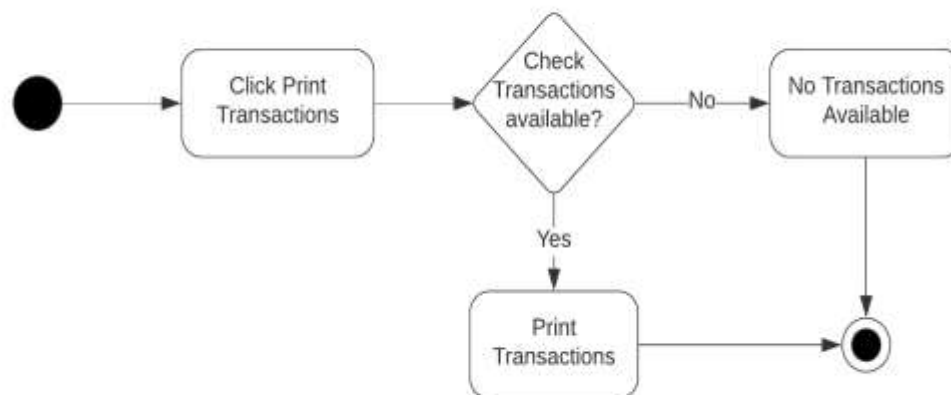 Click Print
Transactions
Check
Transactions
available?
No
No Transactions
Available
Yes
Print
Transactions